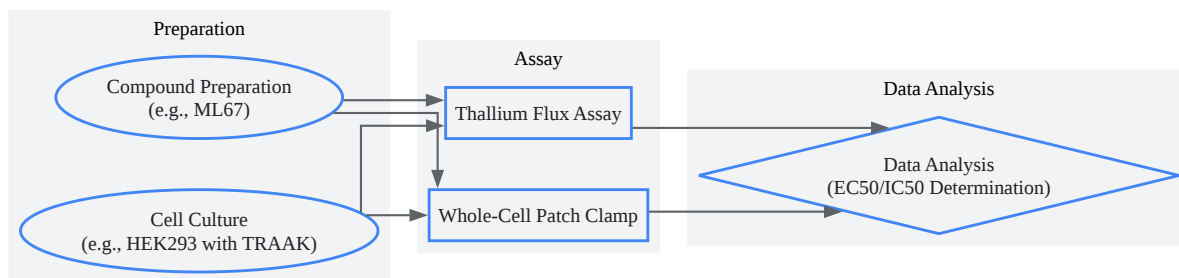 Preparation
Compound Preparation
(e.g., ML67)
Cell Culture
(e.g., HEK293 with TRAAK)
Assay
Thallium Flux Assay
Whole-Cell Patch Clamp
Data Analysis
Data Analysis
(EC50/IC50 Determination)